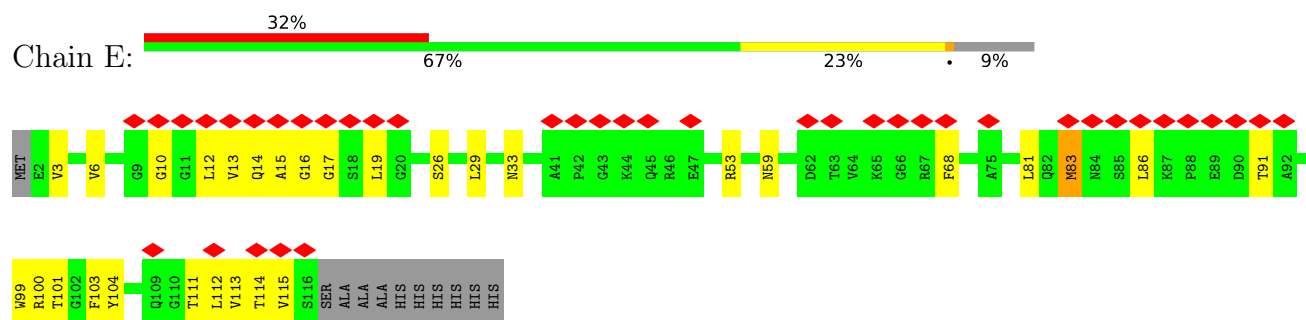 32%
Chain E:
67% 23% • 9%
MET E2 V3 V6 G9 G10 G11 L12 V13 Q14 A15 G16 G17 S18 L19 G20 S26 L29 N33 A41 P42 G43 K44 Q45 E47 R53 N59 D62 T63 V64 K65 G66 R67 F68 A75 L81 Q82 M83 N84 S85 L86 K87 P88 E89 D90 T91 A92
W99 R100 T101 G102 F103 Y104 Q109 G110 T111 L112 V113 T114 V115 S116 SER ALA ALA ALA HIS HIS HIS HIS HIS HIS